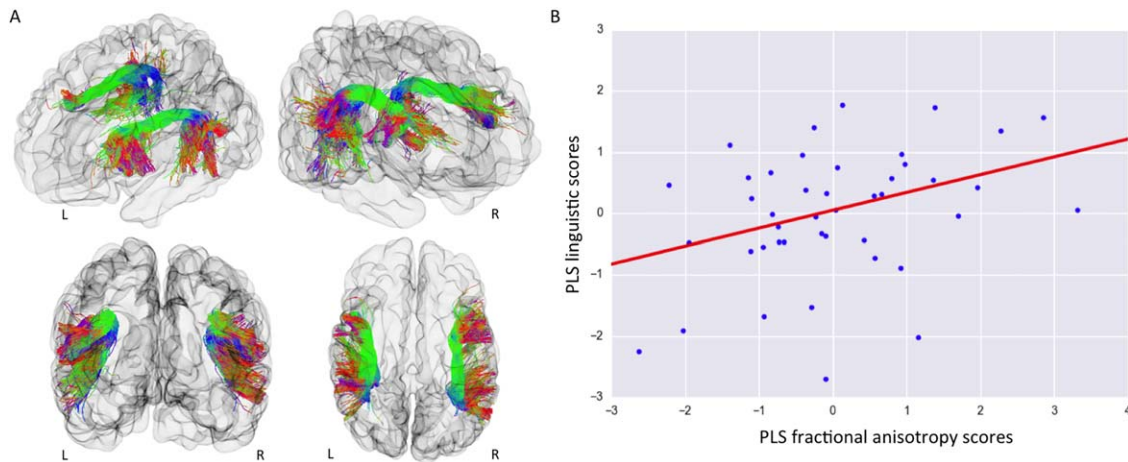 A
L
R
L
R
B
3
2
1
0
−1
−2
−3
PLS linguistic scores
−3 −2 −1 0 1 2 3 4
PLS fractional anisotropy scores